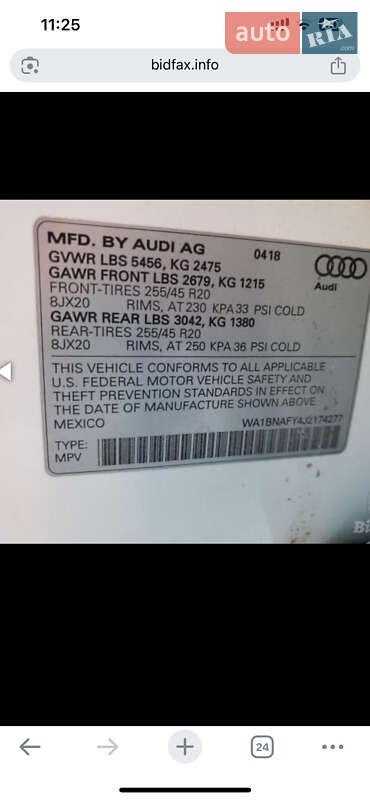 11:25
auto
RIA
.com
bidfax.info
MFD. BY AUDI AG 0418
GVWR LBS 5456, KG 2475
GAWR FRONT LBS 2679, KG 1215
FRONT-TIRES 255/45 R20
8JX20 RIMS, AT 230 KPA 33 PSI COLD
GAWR REAR LBS 3042, KG 1380
REAR-TIRES 255/45 R20
8JX20 RIMS, AT 250 KPA 36 PSI COLD
Audi
THIS VEHICLE CONFORMS TO ALL APPLICABLE
U.S. FEDERAL MOTOR VEHICLE SAFETY AND
THEFT PREVENTION STANDARDS IN EFFECT ON
THE DATE OF MANUFACTURE SHOWN ABOVE.
MEXICO WA1BNAFY4J2174277
TYPE:
MPV
Bi
24